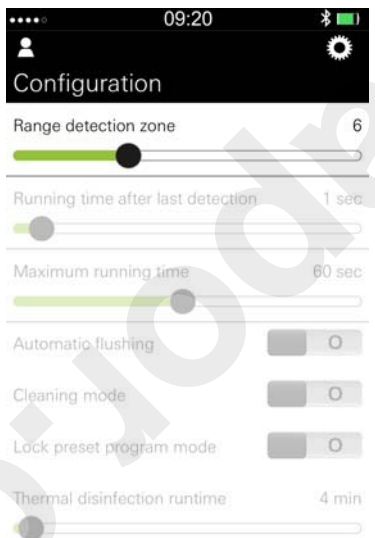 09:20
Configuration
Range detection zone 6
Running time after last detection 1 sec
Maximum running time 60 sec
Automatic flushing O
Cleaning mode O
Lock preset program mode O
Thermal disinfection runtime 4 min